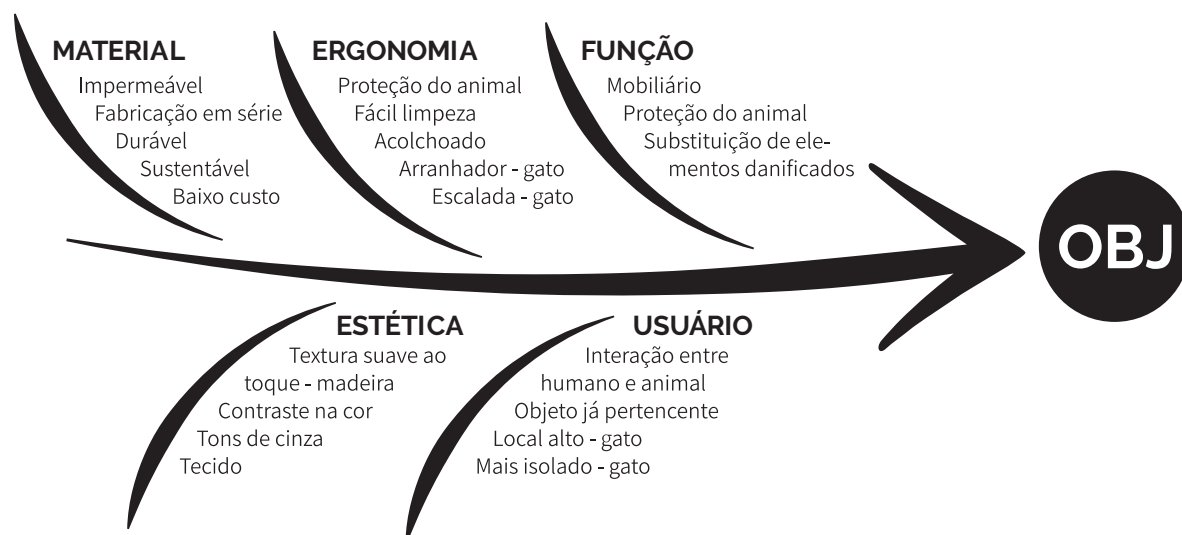 MATERIAL
Impermeável
Fabricação em série
Durável
Sustentável
Baixo custo
ERGONOMIA
Proteção do animal
Fácil limpeza
Acolchoado
Arranhador - gato
Escalada - gato
FUNÇÃO
Mobiliário
Proteção do animal
Substituição de ele-
mentos danificados
OBJ
ESTÉTICA
Textura suave ao
toque - madeira
Contraste na cor
Tons de cinza
Tecido
USUÁRIO
Interação entre
humano e animal
Objeto já pertencente
Local alto - gato
Mais isolado - gato